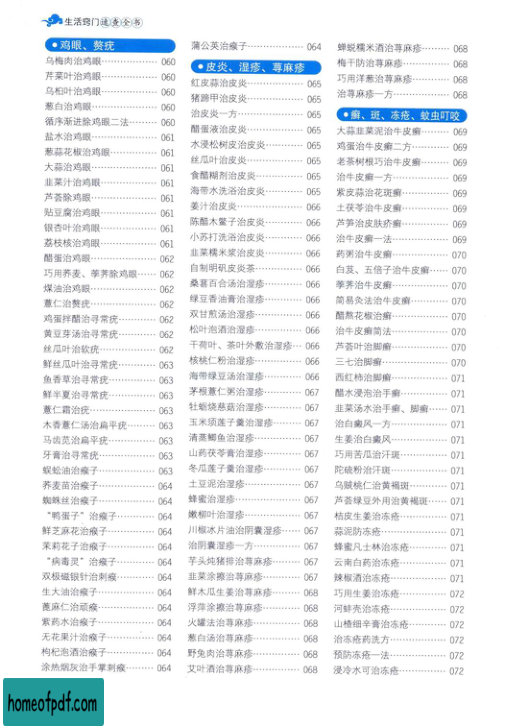 生活窍门速查全书
鸡眼、赘疣
乌梅肉治鸡眼 060
芹菜叶治鸡眼 060
乌桕叶治鸡眼 060
葱白治鸡眼 060
循序渐进除鸡眼二法 060
盐水治鸡眼 061
葱蒜花椒治鸡眼 061
大蒜治鸡眼 061
韭菜汁治鸡眼 061
芦荟除鸡眼 061
贴豆腐治鸡眼 061
银杏叶治鸡眼 061
荔枝核治鸡眼 061
醋蛋治鸡眼 062
巧用荞麦、荸荠除鸡眼 062
煤油治鸡眼 062
薏仁治赘疣 062
鸡蛋拌醋治寻常疣 062
黄豆芽汤治寻常疣 062
丝瓜叶治软疣 062
鲜丝瓜叶治寻常疣 063
鱼香草治寻常疣 063
鲜半夏治寻常疣 063
薏仁霜治疣 063
木香薏仁汤治扁平疣 063
马齿苋治扁平疣 063
牙膏治寻常疣 063
蜈蚣油治瘊子 063
荞麦苗治瘊子 064
蜘蛛丝治瘊子 064
“鸭蛋子”治瘊子 064
鲜芝麻花治瘊子 064
茉莉花子治瘊子 064
“病毒灵”治瘊子 064
双极磁银针治刺瘊 064
生大油治瘊子 064
蓖麻仁治顽瘊 064
紫药水治瘊子 064
无花果汁治瘊子 064
枸杞泡酒治瘊子 064
涂热烟灰治手掌刺瘊 064
蒲公英治瘊子 064
皮炎、湿疹、荨麻疹
红皮蒜治皮炎 065
猪蹄甲治皮炎 065
治皮炎一方 065
醋蛋液治皮炎 065
水浸松树皮治皮炎 065
丝瓜叶治皮炎 065
食醋糊剂治皮炎 065
海带水洗浴治皮炎 065
姜汁治皮炎 066
陈醋木鳖子治皮炎 066
小苏打洗浴治皮炎 066
韭菜糯米浆治皮炎 066
自制明矾皮炎茶 066
桑葚百合汤治湿疹 066
绿豆香油膏治湿疹 066
双甘煎汤治湿疹 066
松叶泡酒治湿疹 066
干荷叶、茶叶外敷治湿疹 066
核桃仁粉治湿疹 066
海带绿豆汤治湿疹 066
茅根薏仁粥治湿疹 067
牡蛎烧慈菇治湿疹 067
玉米须莲子羹治湿疹 067
清蒸鲫鱼治湿疹 067
山药茯苓膏治湿疹 067
冬瓜莲子羹治湿疹 067
土豆泥治湿疹 067
蜂蜜治湿疹 067
嫩柳叶治湿疹 067
川椒冰片油治阴囊湿疹 067
治阴囊湿疹一方 067
芋头炖猪排治荨麻疹 067
韭菜涂擦治荨麻疹 067
鲜木瓜生姜治荨麻疹 068
浮萍涂擦治荨麻疹 068
火罐法治荨麻疹 068
葱白汤治荨麻疹 068
野兔肉治荨麻疹 068
艾叶酒治荨麻疹 068
蝉蜕糯米酒治荨麻疹 068
梅干防治荨麻疹 068
巧用洋葱治荨麻疹 068
治荨麻疹一方 068
癣、斑、冻疮、蚊虫叮咬
大蒜韭菜泥治牛皮癣 069
鸡蛋治牛皮癣二方 069
老茶树根巧治牛皮癣 069
治牛皮癣一方 069
紫皮蒜治花斑癣 069
土茯苓治牛皮癣 069
芦笋治皮肤疥癣 069
治牛皮癣一法 069
药粥治牛皮癣 070
白芨、五倍子治牛皮癣 070
荸荠治牛皮癣 070
简易灸法治牛皮癣 070
醋熬花椒治癣 070
治牛皮癣简法 070
芦荟叶治脚癣 070
三七治脚癣 070
西红柿治脚癣 071
醋水浸泡治手癣 071
韭菜汤水治手癣、脚癣 071
治白癜风一方 071
生姜治白癜风 071
巧用苦瓜治汗斑 071
陀硫粉治汗斑 071
乌贼桃仁治黄褐斑 071
芦荟绿豆外用治黄褐斑 071
桔皮生姜治冻疮 071
蒜泥防冻疮 071
蜂蜜凡士林治冻疮 071
云南白药治冻疮 071
辣椒酒治冻疮 071
巧用生姜治冻疮 072
河蚌壳治冻疮 072
山楂细辛膏治冻疮 072
治冻疮药洗方 072
预防冻疮一法 072
浸冷水可治冻疮 072
homeofpdf.com